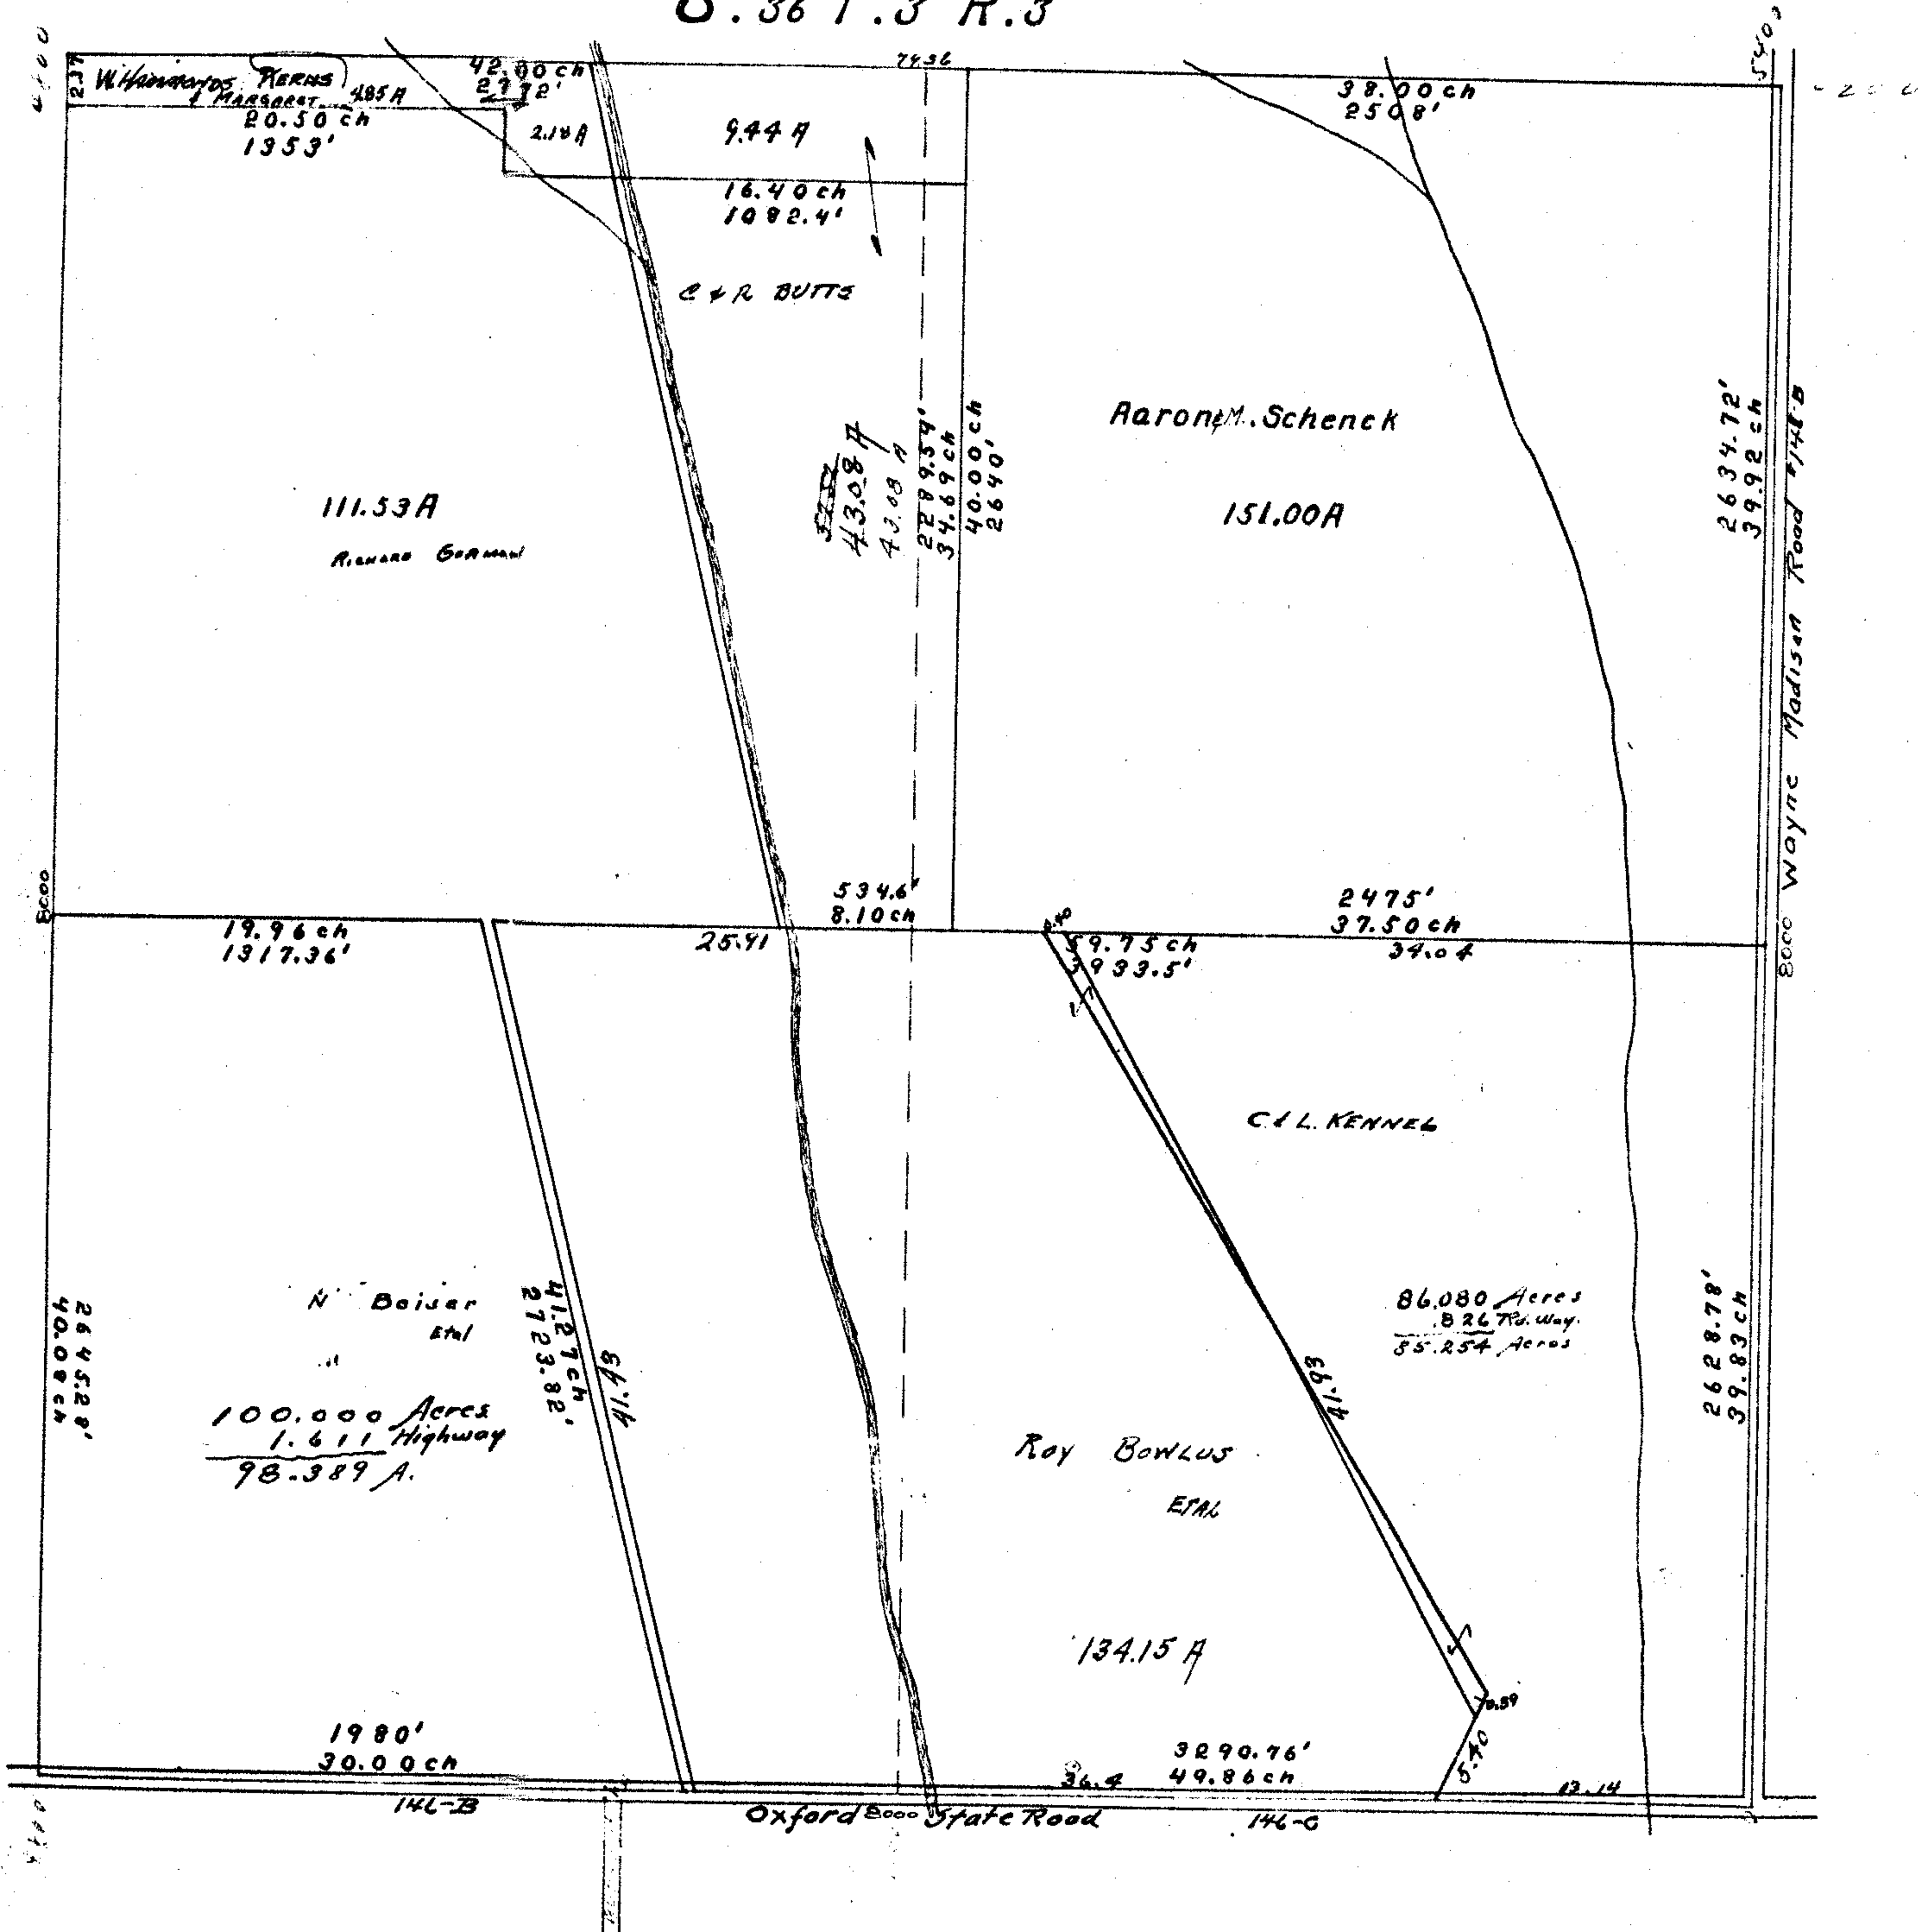 S.36 T.3 R.3
5400
2.37
W. Hammonds
KERNS
& MARGARET
4.85 A
42.00 ch
2772'
7956
20.50 ch
1353'
2.18 A
9.44 A
38.00 ch
2508'
16.40 ch
1082.4'
C & R BUTTS
Aaron & M. Schenck
151.00 A
111.53 A
RICHARD GORMAN
43.08 A
43.08 A
2289.54'
34.69 ch
40.00 ch
2640'
2634.72'
39.92 ch
Wayne Madison Road #148-B
8000
8000
534.6'
8.10 ch
2475'
37.50 ch
19.96 ch
1317.36'
25.91
59.75 ch
3933.5'
34.04
C & L. KENNEL
N Beiser
Etal
100.000 Acres
1.611 Highway
98.389 A.
2645.28'
40.08 ch
41.27 ch
2723.82'
41.43
Roy BOWLUS
ETAL
134.15 A
41.93
86.080 Acres
.826 Rd. Way.
85.254 Acres
2628.78'
39.83 ch
0.59
5.40
1980'
30.00 ch
3290.76'
49.86 ch
36.4
13.14
146-B
Oxford 8000 State Road
146-C